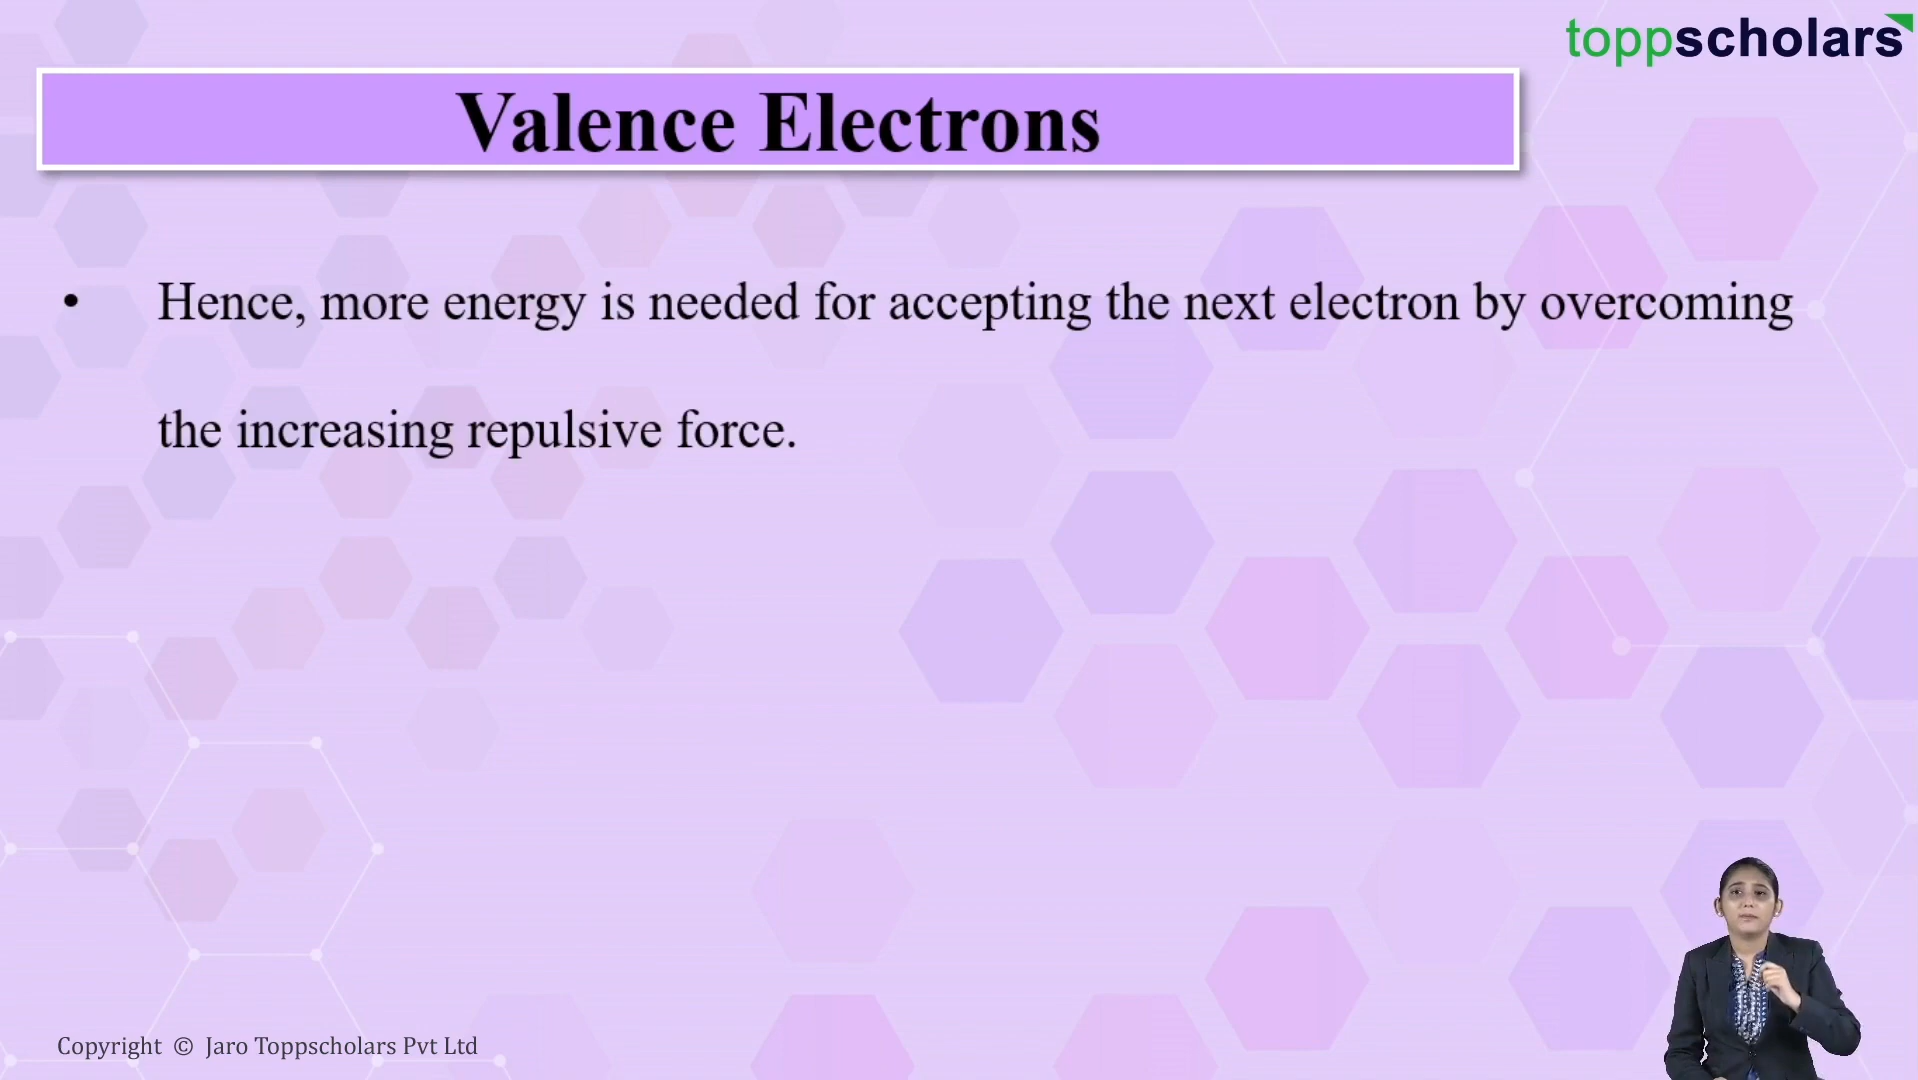 toppscholars
Valence Electrons
• Hence, more energy is needed for accepting the next electron by overcoming
the increasing repulsive force.
Copyright © Jaro Toppscholars Pvt Ltd